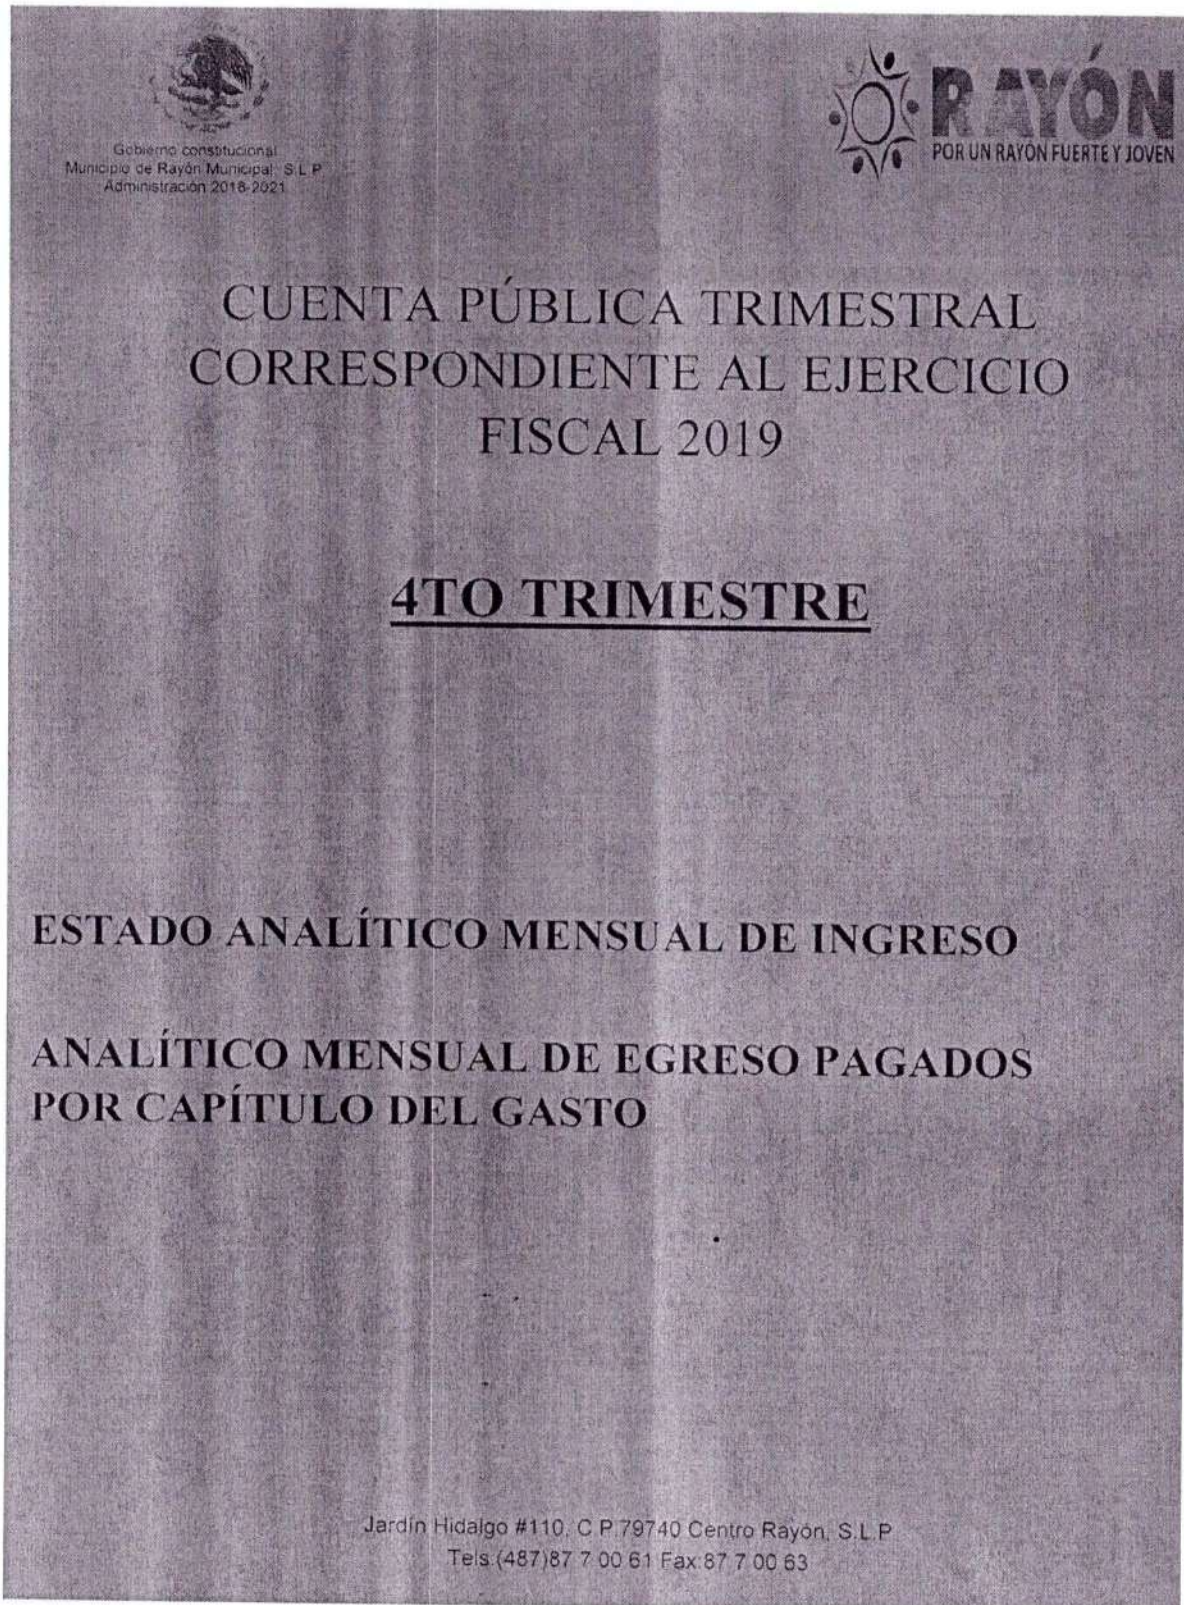 Gobierno constitucional
Municipio de Rayón Municipal, S.L.P.
Administración 2018-2021
RAYÓN
POR UN RAYÓN FUERTE Y JOVEN
CUENTA PÚBLICA TRIMESTRAL
CORRESPONDIENTE AL EJERCICIO
FISCAL 2019
4TO TRIMESTRE
ESTADO ANALÍTICO MENSUAL DE INGRESO
ANALÍTICO MENSUAL DE EGRESO PAGADOS
POR CAPÍTULO DEL GASTO
Jardín Hidalgo #110, C.P.79740 Centro Rayón, S.L.P
Tels.(487)87 7 00 61 Fax:87 7 00 63